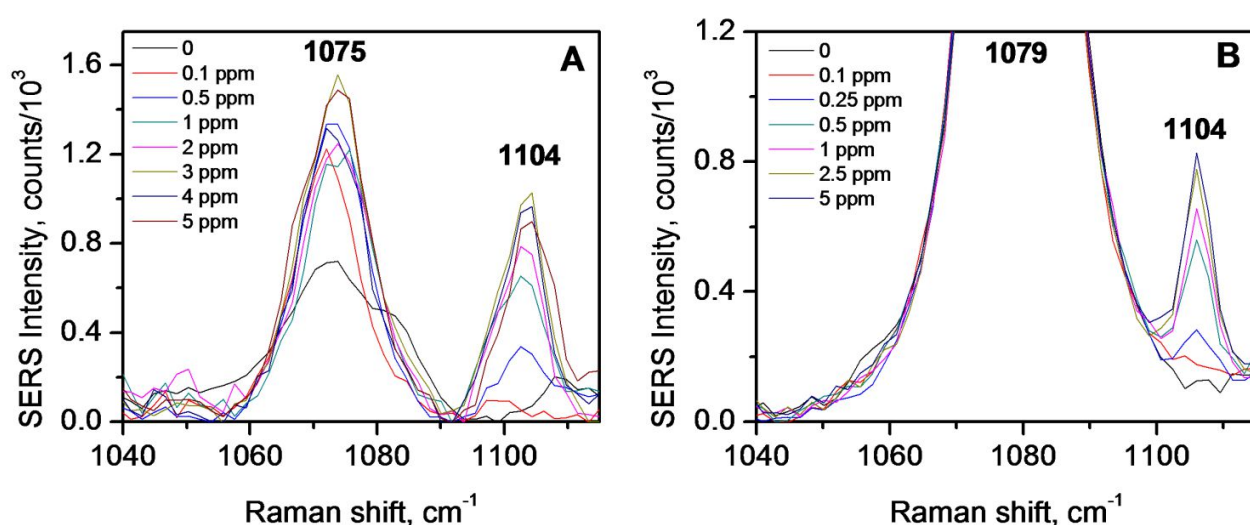 A
1075
1104
0
0.1 ppm
0.5 ppm
1 ppm
2 ppm
3 ppm
4 ppm
5 ppm
SERS Intensity, counts/10³
1.6
1.2
0.8
0.4
0.0
1040 1060 1080 1100
Raman shift, cm⁻¹
B
1079
1104
0
0.1 ppm
0.25 ppm
0.5 ppm
1 ppm
2.5 ppm
5 ppm
SERS Intensity, counts/10³
1.2
0.8
0.4
0.0
1040 1060 1080 1100
Raman shift, cm⁻¹